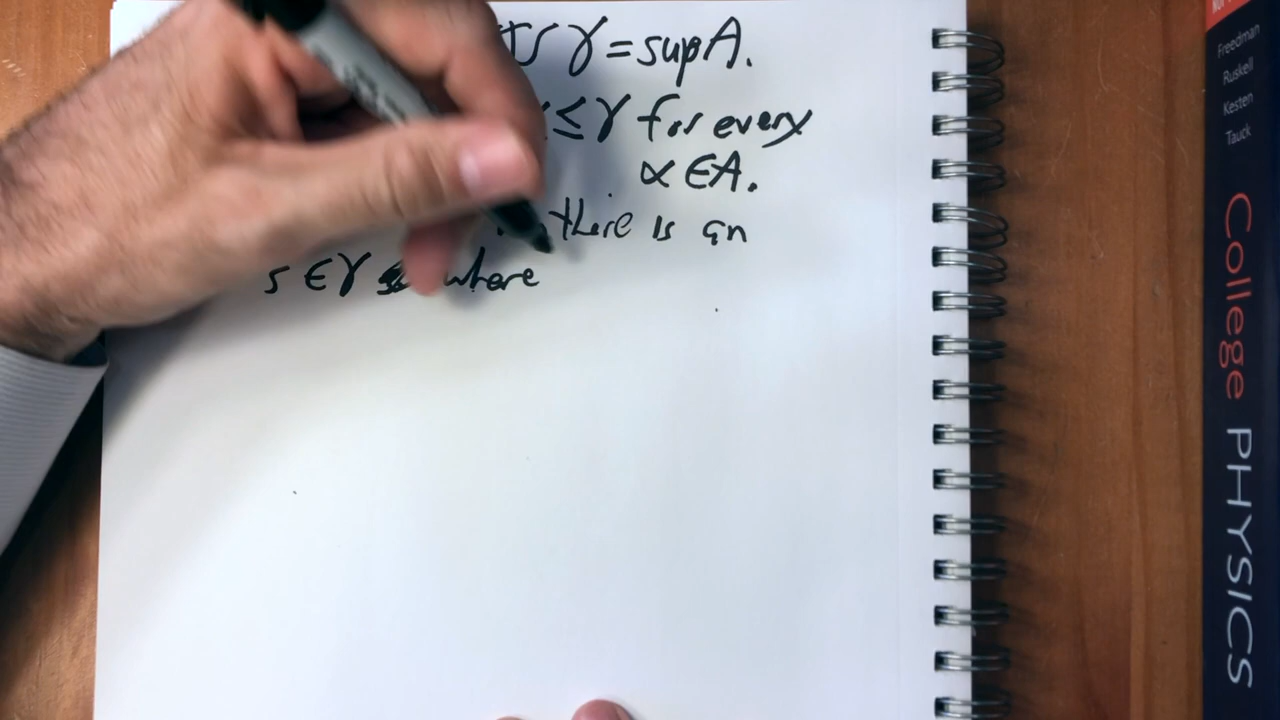 γ = sup A.
≤ γ for every
α ∈ A.
there is an
s ∈ γ where
Freedman
Ruskell
Kesten
Tauck
College PHYSICS